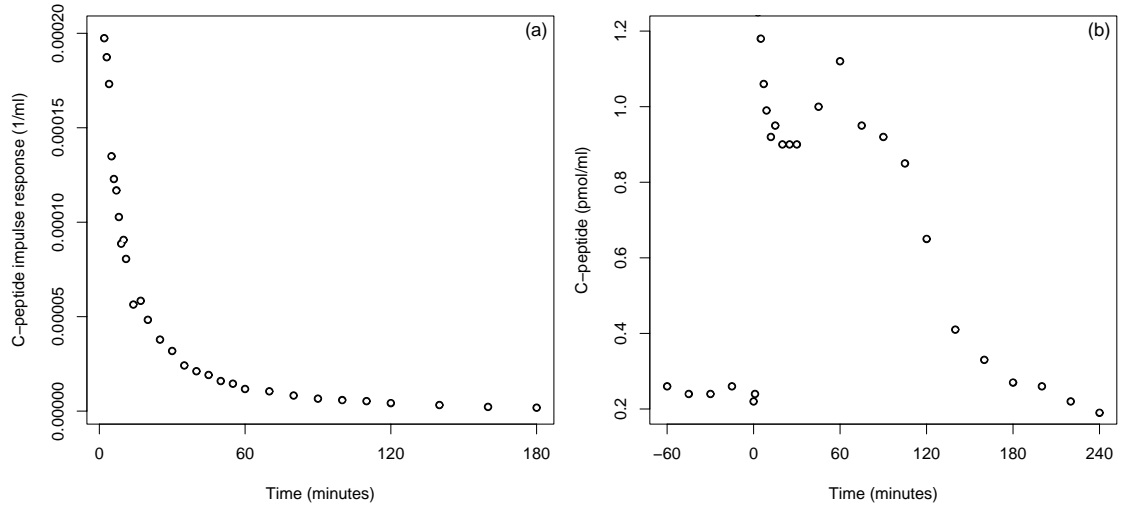 (a)
C−peptide impulse response (1/ml)
0.00020
0.00015
0.00010
0.00005
0.00000
0 60 120 180
Time (minutes)
(b)
C−peptide (pmol/ml)
1.2
1.0
0.8
0.6
0.4
0.2
−60 0 60 120 180 240
Time (minutes)